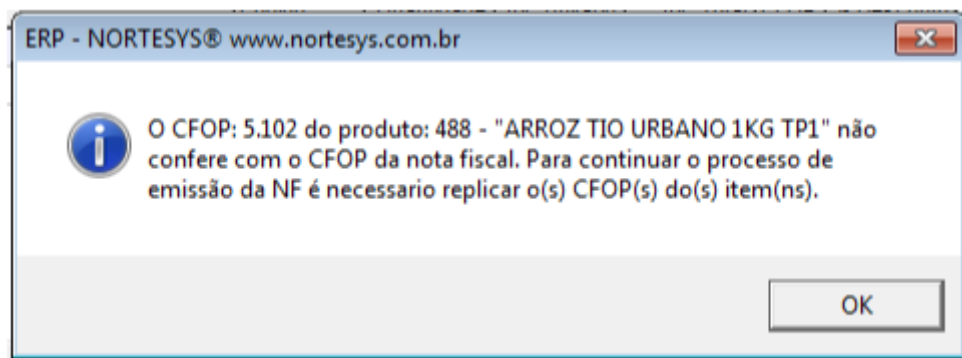 ERP - NORTESYS® www.nortesys.com.br
O CFOP: 5.102 do produto: 488 - "ARROZ TIO URBANO 1KG TP1" não
confere com o CFOP da nota fiscal. Para continuar o processo de
emissão da NF é necessario replicar o(s) CFOP(s) do(s) item(ns).
OK